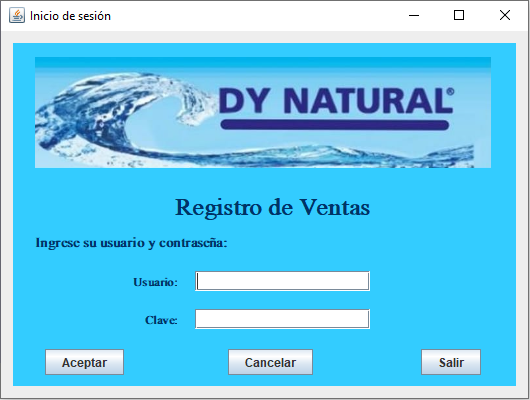 Inicio de sesión
DY NATURAL®
Registro de Ventas
Ingrese su usuario y contraseña:
Usuario:
Clave:
Aceptar Cancelar Salir